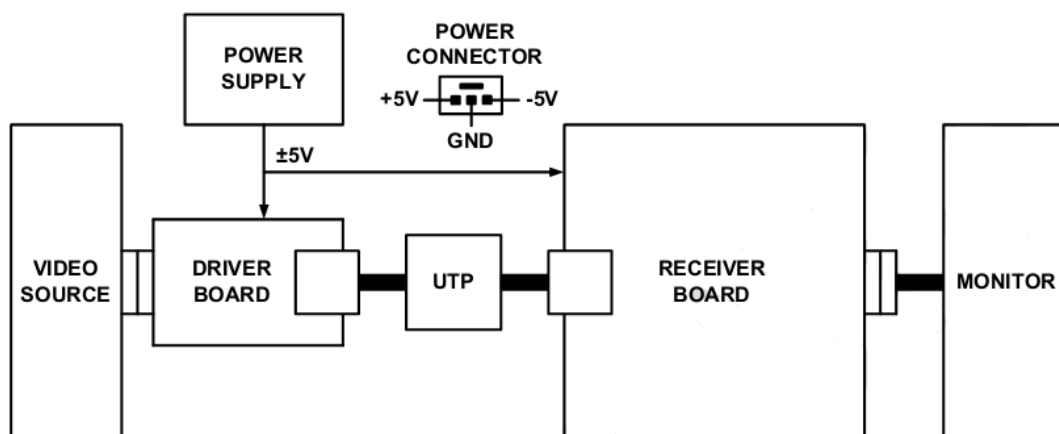 POWER
SUPPLY
POWER
CONNECTOR
+5V
-5V
GND
±5V
VIDEO
SOURCE
DRIVER
BOARD
UTP
RECEIVER
BOARD
MONITOR